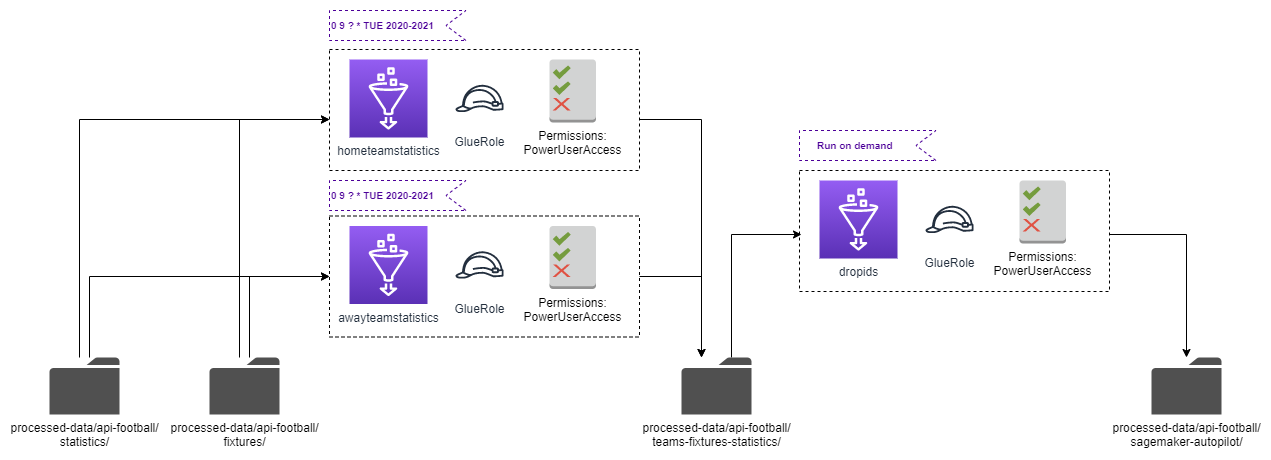 0 9 ? * TUE 2020-2021
hometeamstatistics
GlueRole
Permissions:
PowerUserAccess
0 9 ? * TUE 2020-2021
awayteamstatistics
GlueRole
Permissions:
PowerUserAccess
Run on demand
dropids
GlueRole
Permissions:
PowerUserAccess
processed-data/api-football/
statistics/
processed-data/api-football/
fixtures/
processed-data/api-football/
teams-fixtures-statistics/
processed-data/api-football/
sagemaker-autopilot/